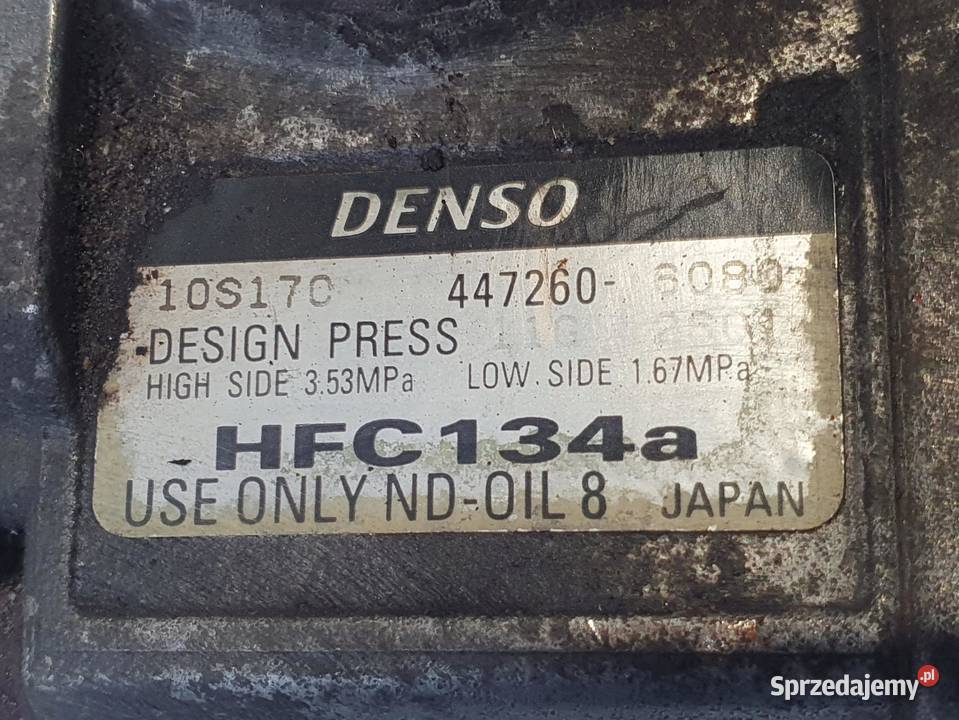 DENSO
10S17C 447260- 6080
DESIGN PRESS
HIGH SIDE 3.53MPa LOW SIDE 1.67MPa
HFC134a
USE ONLY ND-OIL 8 JAPAN
Sprzedajemy.pl